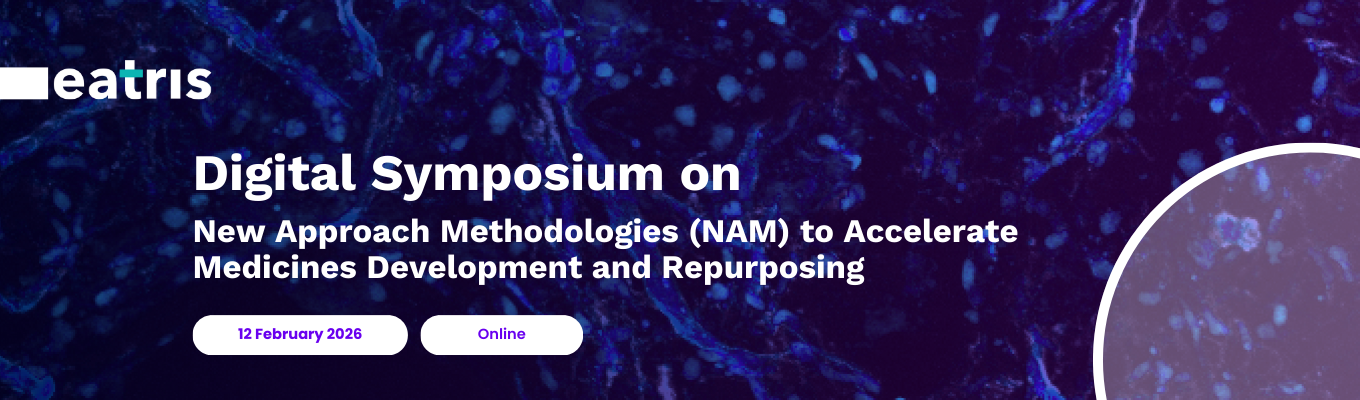 eatris
Digital Symposium on
New Approach Methodologies (NAM) to Accelerate
Medicines Development and Repurposing
12 February 2026
Online